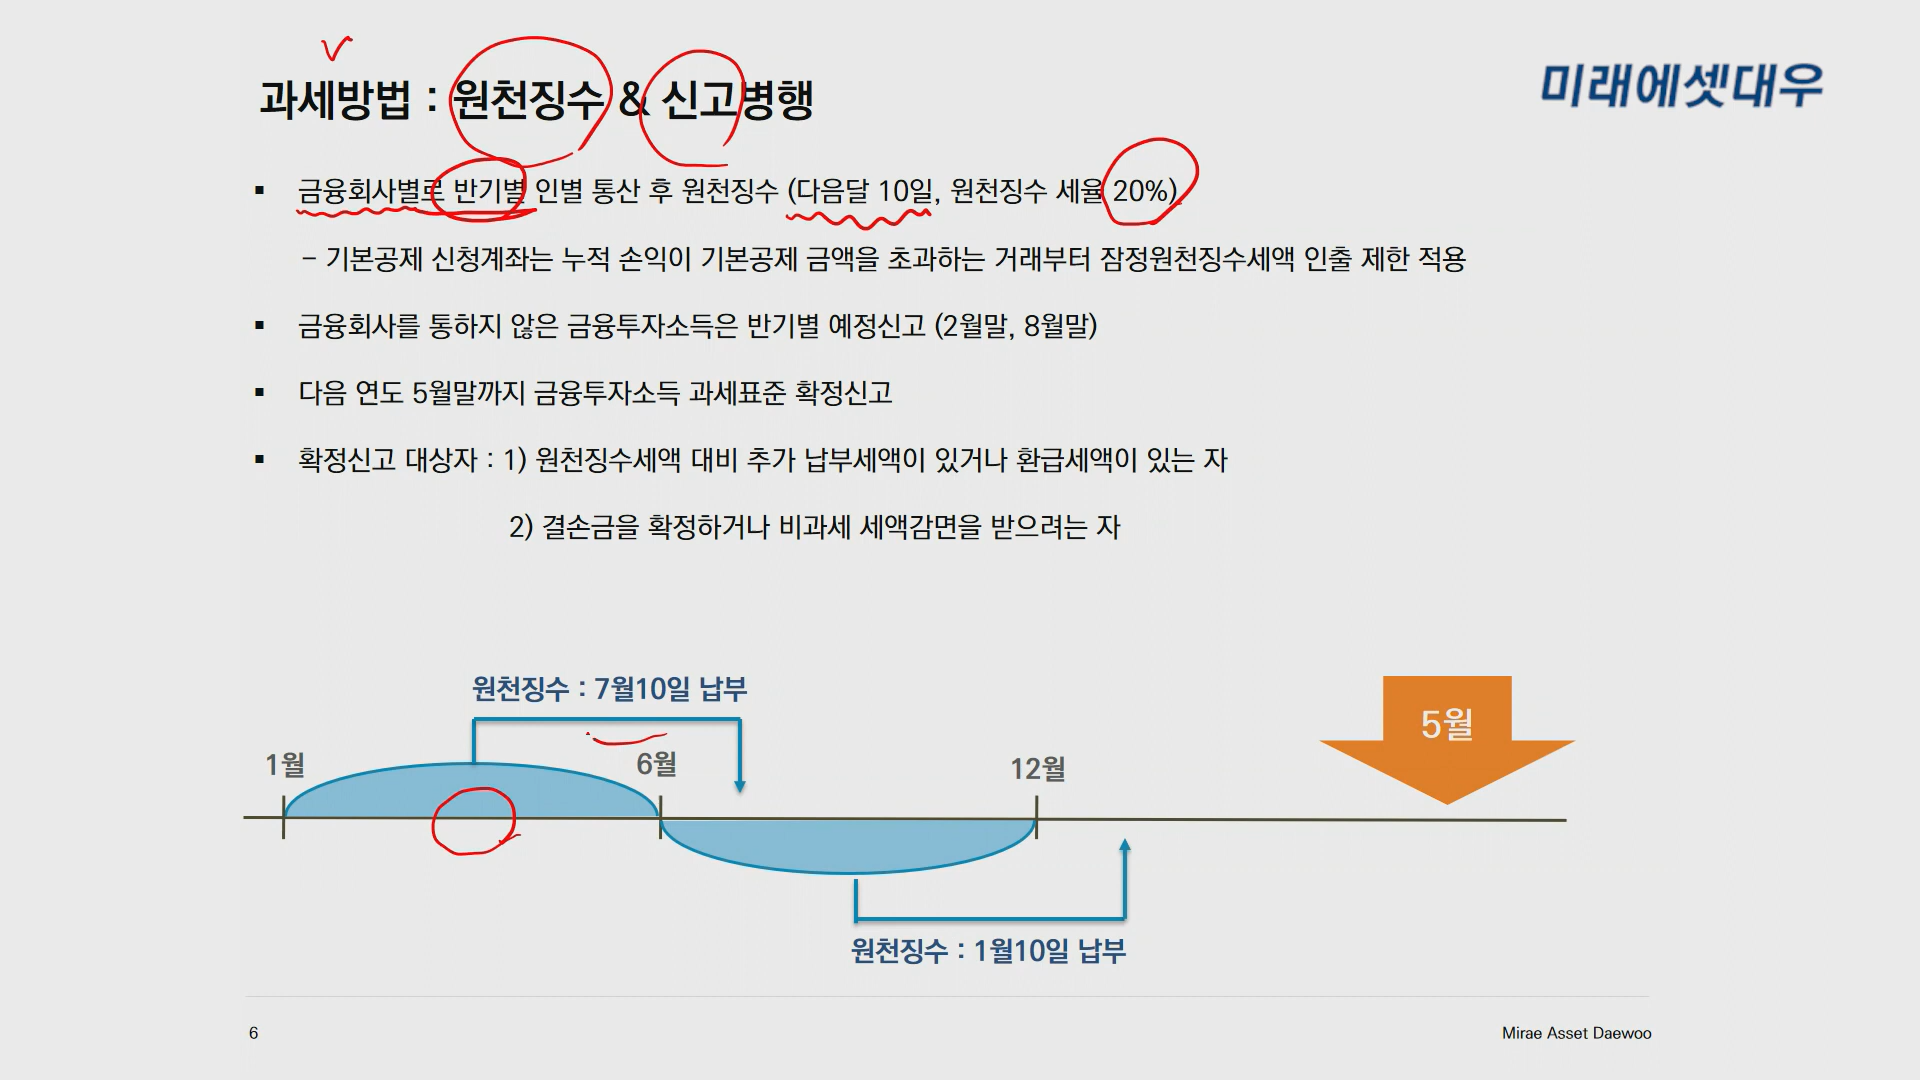 과세방법 : 원천징수 & 신고병행
미래에셋대우
▪ 금융회사별로 반기별 인별 통산 후 원천징수 (다음달 10일, 원천징수 세율 20%)
– 기본공제 신청계좌는 누적 손익이 기본공제 금액을 초과하는 거래부터 잠정원천징수세액 인출 제한 적용
▪ 금융회사를 통하지 않은 금융투자소득은 반기별 예정신고 (2월말, 8월말)
▪ 다음 연도 5월말까지 금융투자소득 과세표준 확정신고
▪ 확정신고 대상자 : 1) 원천징수세액 대비 추가 납부세액이 있거나 환급세액이 있는 자
2) 결손금을 확정하거나 비과세 세액감면을 받으려는 자
원천징수 : 7월10일 납부
5월
1월
6월
12월
원천징수 : 1월10일 납부
6
Mirae Asset Daewoo